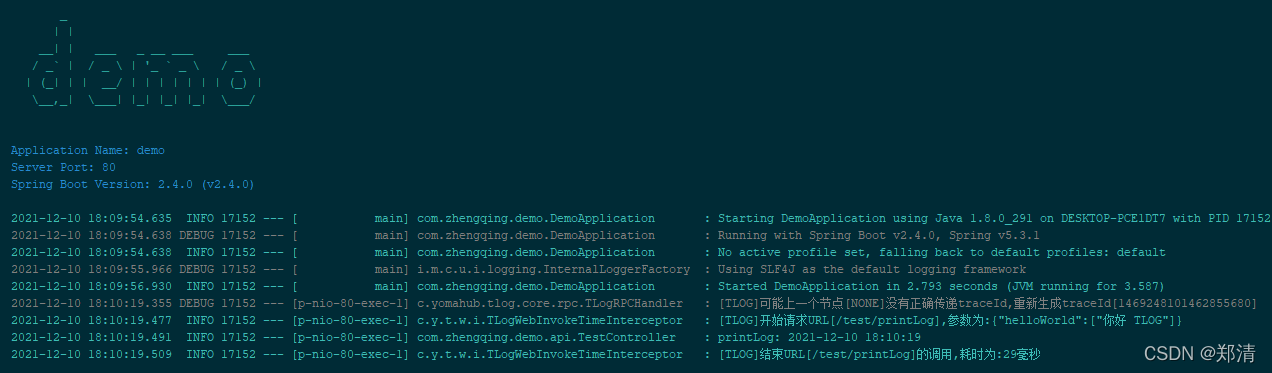 demo
Application Name: demo
Server Port: 80
Spring Boot Version: 2.4.0 (v2.4.0)
2021-12-10 18:09:54.635  INFO 17152 --- [           main] com.zhengqing.demo.DemoApplication       : Starting DemoApplication using Java 1.8.0_291 on DESKTOP-PCE1DT7 with PID 17152
2021-12-10 18:09:54.638 DEBUG 17152 --- [           main] com.zhengqing.demo.DemoApplication       : Running with Spring Boot v2.4.0, Spring v5.3.1
2021-12-10 18:09:54.638  INFO 17152 --- [           main] com.zhengqing.demo.DemoApplication       : No active profile set, falling back to default profiles: default
2021-12-10 18:09:55.966 DEBUG 17152 --- [           main] i.m.c.u.i.logging.InternalLoggerFactory  : Using SLF4J as the default logging framework
2021-12-10 18:09:56.930  INFO 17152 --- [           main] com.zhengqing.demo.DemoApplication       : Started DemoApplication in 2.793 seconds (JVM running for 3.587)
2021-12-10 18:10:19.355 DEBUG 17152 --- [p-nio-80-exec-1] c.yomahub.tlog.core.rpc.TLogRPCHandler   : [TLOG]可能上一个节点[NONE]没有正确传递traceId,重新生成traceId[1469248101462855680]
2021-12-10 18:10:19.477  INFO 17152 --- [p-nio-80-exec-1] c.y.t.w.i.TLogWebInvokeTimeInterceptor   : [TLOG]开始请求URL[/test/printLog],参数为:{"helloWorld":["你好 TLOG"]}
2021-12-10 18:10:19.491  INFO 17152 --- [p-nio-80-exec-1] com.zhengqing.demo.api.TestController    : printLog: 2021-12-10 18:10:19
2021-12-10 18:10:19.509  INFO 17152 --- [p-nio-80-exec-1] c.y.t.w.i.TLogWebInvokeTimeInterceptor   : [TLOG]结束URL[/test/printLog]的调用,耗时为:29毫秒
CSDN @郑清